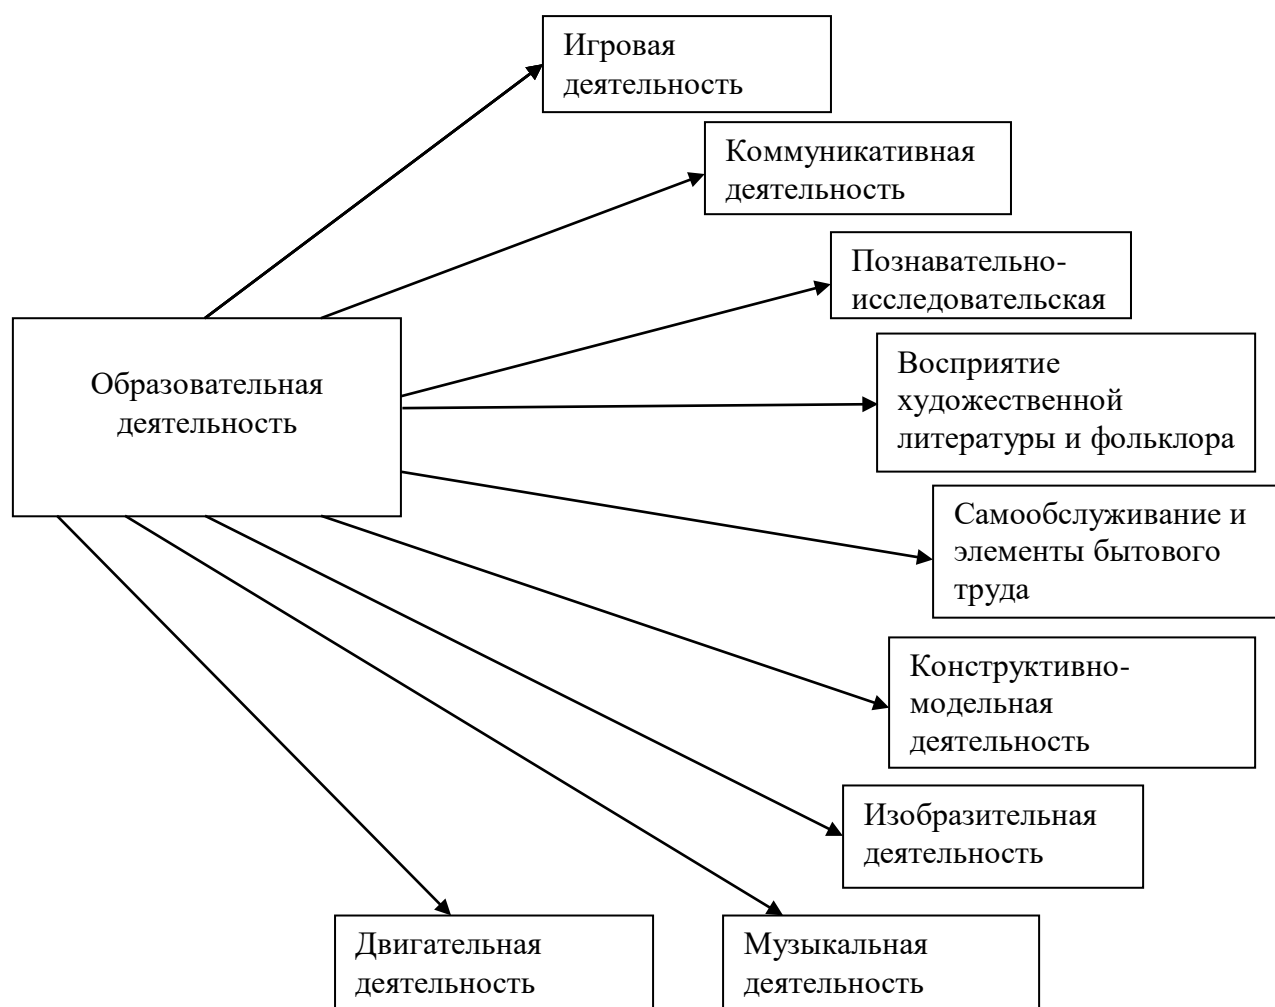 Игровая
деятельность
Коммуникативная
деятельность
Познавательно-
исследовательская
Образовательная
деятельность
Восприятие
художественной
литературы и фольклора
Самообслуживание и
элементы бытового
труда
Конструктивно-
модельная
деятельность
Изобразительная
деятельность
Двигательная
деятельность
Музыкальная
деятельность